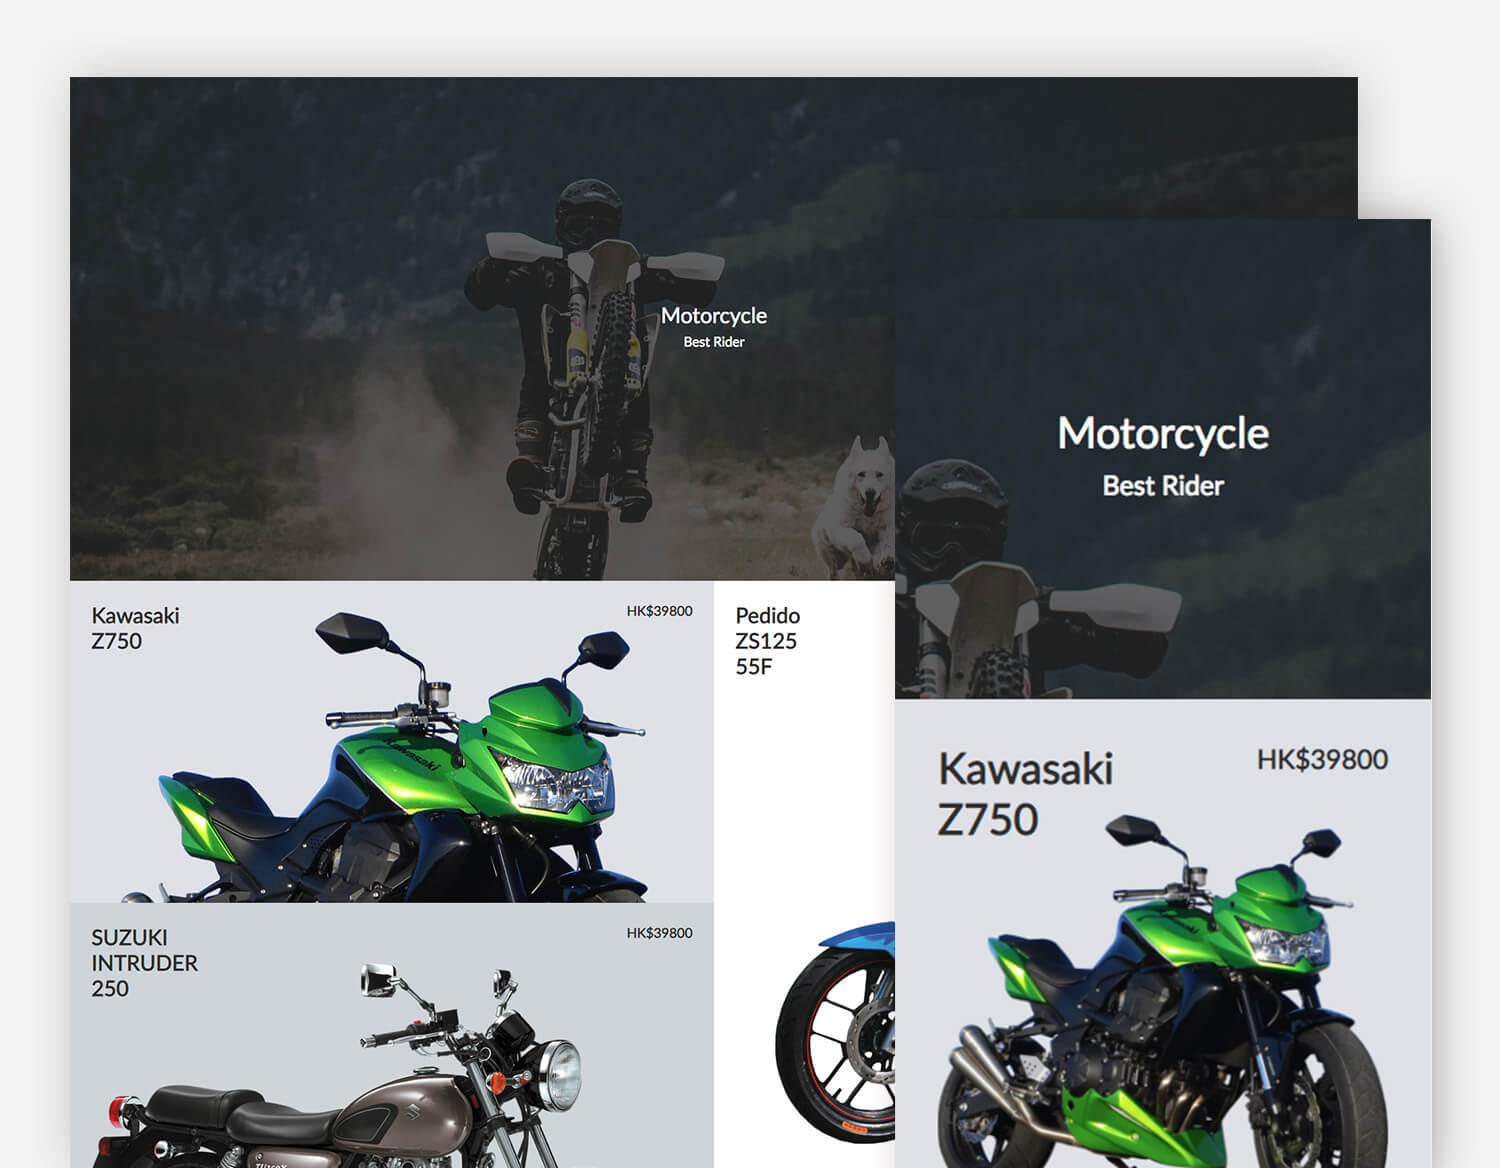 Motorcycle
Best Rider
Kawasaki
Z750
HK$39800
Kawasaki
Pedido
ZS125
55F
SUZUKI
INTRUDER
250
HK$39800
Motorcycle
Best Rider
Kawasaki
Z750
HK$39800